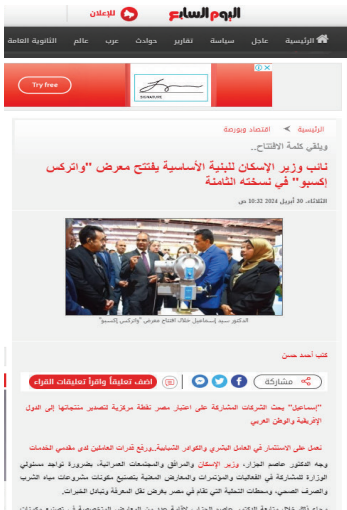 اليوم السابع
للإعلان
الرئيسية عاجل سياسة تقارير حوادث عرب عالم الثانوية العامة
Try free
SIGNATURE
الرئيسية اقتصاد وبورصة
ويلقي كلمة الافتتاح..
نائب وزير الإسكان للبنية الأساسية يفتتح معرض "واتركس
إكسبو" في نسخته الثامنة
الثلاثاء، 30 أبريل 2024 10:32 ص
الدكتور سيد إسماعيل خلال افتتاح معرض "واتركس إكسبو"
كتب أحمد حسن
مشاركة
اضف تعليقاً واقرأ تعليقات القراء
"إسماعيل" يحث الشركات المشاركة على اعتبار مصر نقطة مركزية لتصدير منتجاتها إلى الدول
الإفريقية والوطن العربي
نعمل على الاستثمار في العامل البشري والكوادر الشبابية..ورفع قدرات العاملين لدى مقدمي الخدمات
وجه الدكتور عاصم الجزار، وزير الإسكان والمرافق والمجتمعات العمرانية، بضرورة تواجد مسئولي
الوزارة للمشاركة في الفعاليات والمؤتمرات والمعارض المعنية بتصنيع مكونات مشروعات مياه الشرب
والصرف الصحي، ومحطات التحلية التي تقام في مصر بغرض نقل المعرفة وتبادل الخبرات.